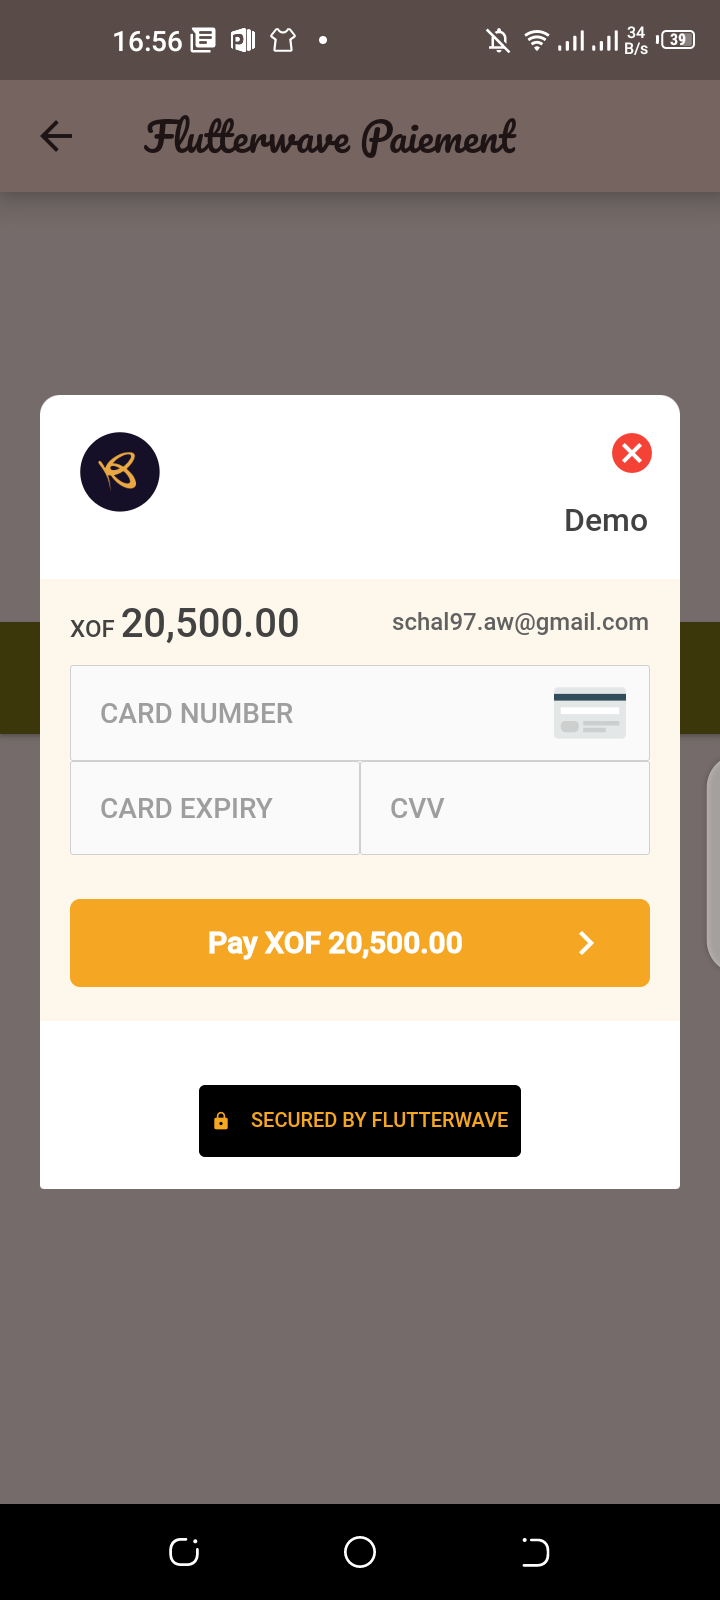 16:56
34
B/s
39
Flutterwave Paiement
Demo
XOF 20,500.00
schal97.aw@gmail.com
CARD NUMBER
CARD EXPIRY
CVV
Pay XOF 20,500.00
SECURED BY FLUTTERWAVE